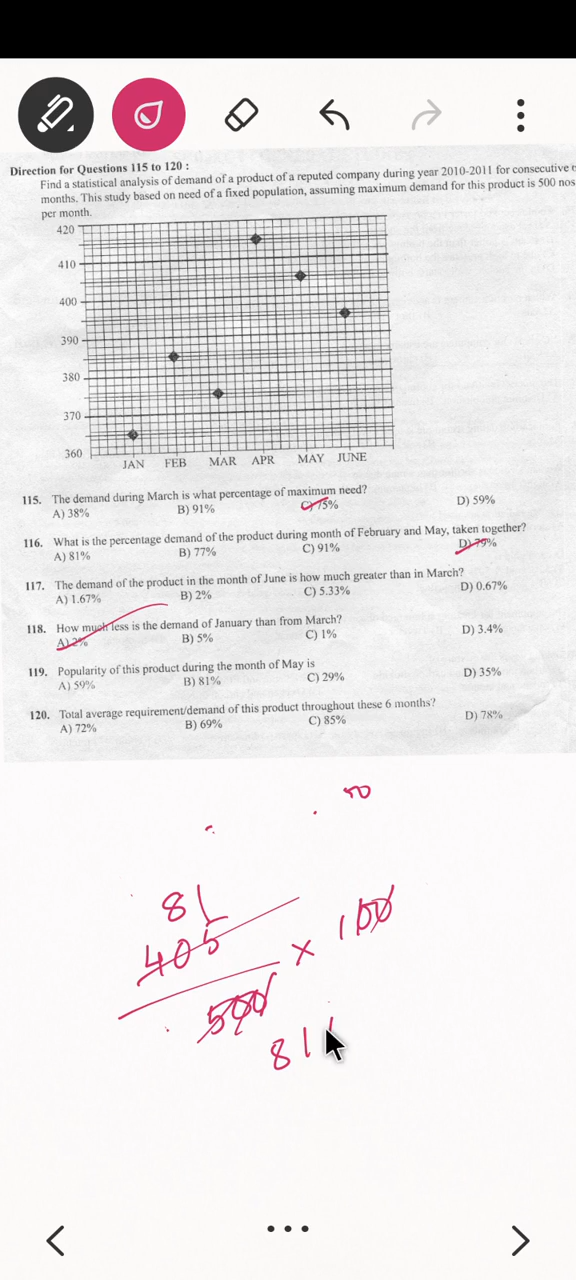 Direction for Questions 115 to 120 :
Find a statistical analysis of demand of a product of a reputed company during year 2010-2011 for consecutive
months. This study based on need of a fixed population, assuming maximum demand for this product is 500 nos
per month.
420
410
400
390
380
370
360
JAN FEB MAR APR MAY JUNE
115. The demand during March is what percentage of maximum need?
A) 38% B) 91% C) 75% D) 59%
116. What is the percentage demand of the product during month of February and May, taken together?
A) 81% B) 77% C) 91% D) 79%
117. The demand of the product in the month of June is how much greater than in March?
A) 1.67% B) 2% C) 5.33% D) 0.67%
118. How much less is the demand of January than from March?
A) 2% B) 5% C) 1% D) 3.4%
119. Popularity of this product during the month of May is
A) 59% B) 81% C) 29% D) 35%
120. Total average requirement/demand of this product throughout these 6 months?
A) 72% B) 69% C) 85% D) 78%
81
405 × 100
500
81